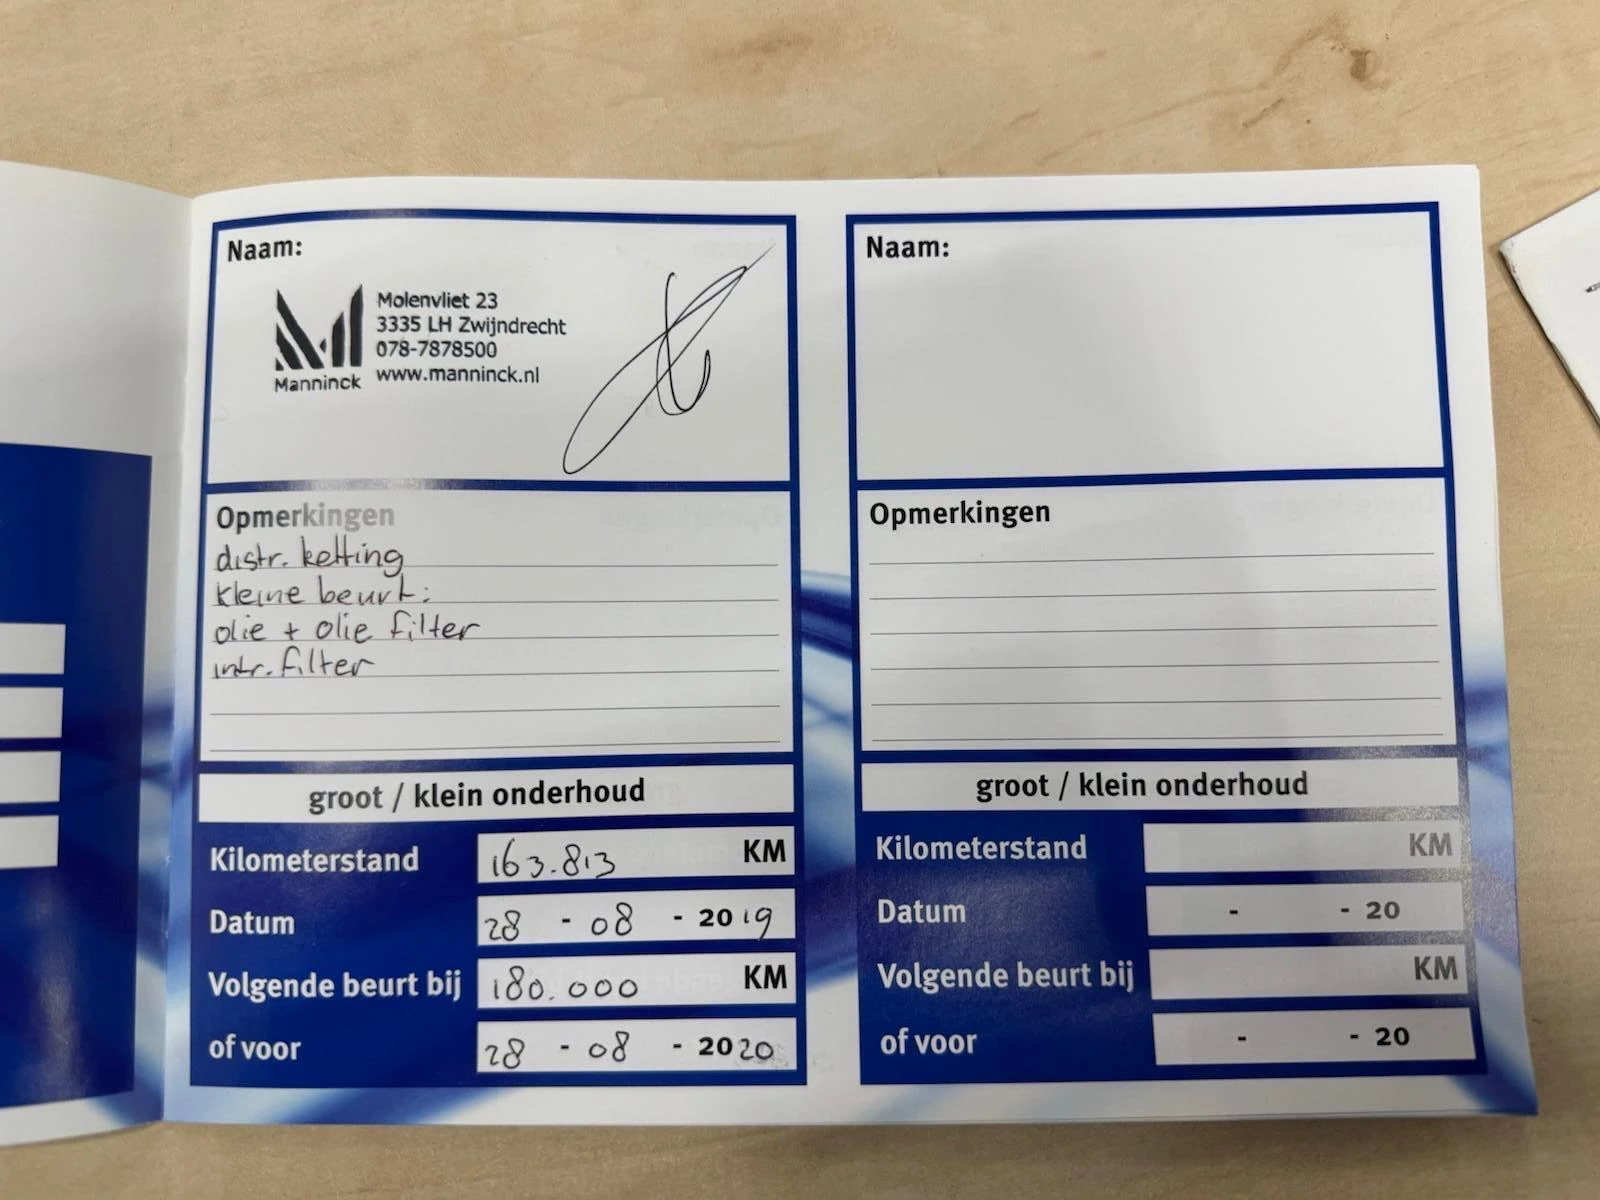 Naam:
Manninck
Molenvliet 23
3335 LH Zwijndrecht
078-7878500
www.manninck.nl
Opmerkingen
distr. ketting
kleine beurt:
olie + olie filter
intr. filter
groot / klein onderhoud
Kilometerstand 163.813 KM
Datum 28 - 08 - 2019
Volgende beurt bij 180.000 KM
of voor 28 - 08 - 2020
Naam:
Opmerkingen
groot / klein onderhoud
Kilometerstand KM
Datum - - 20
Volgende beurt bij KM
of voor - - 20